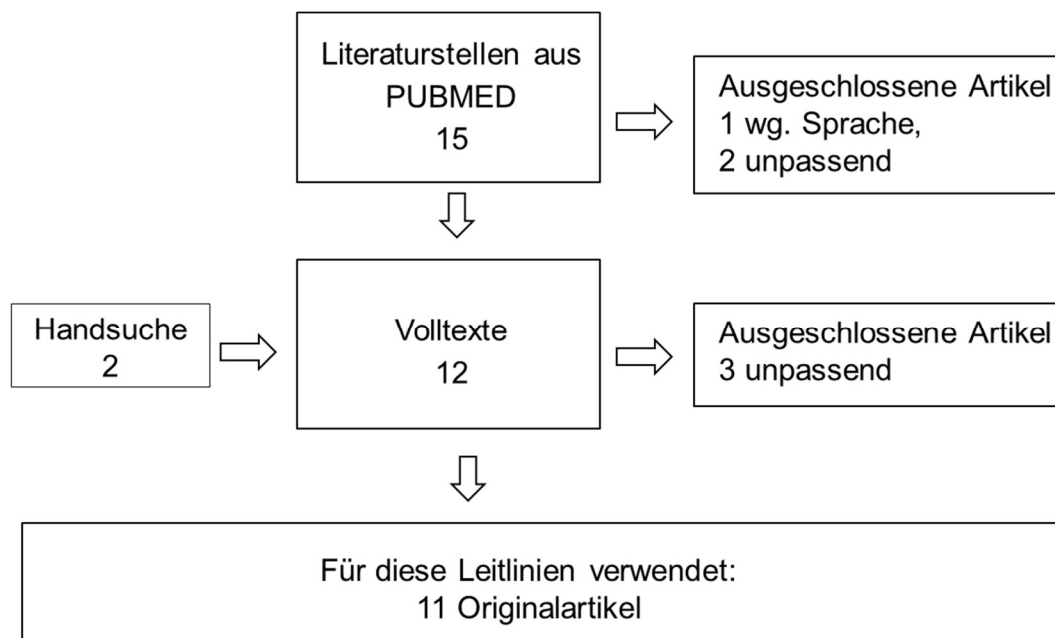 Literaturstellen aus
PUBMED
15
Ausgeschlossene Artikel
1 wg. Sprache,
2 unpassend
Handsuche
2
Volltexte
12
Ausgeschlossene Artikel
3 unpassend
Für diese Leitlinien verwendet:
11 Originalartikel